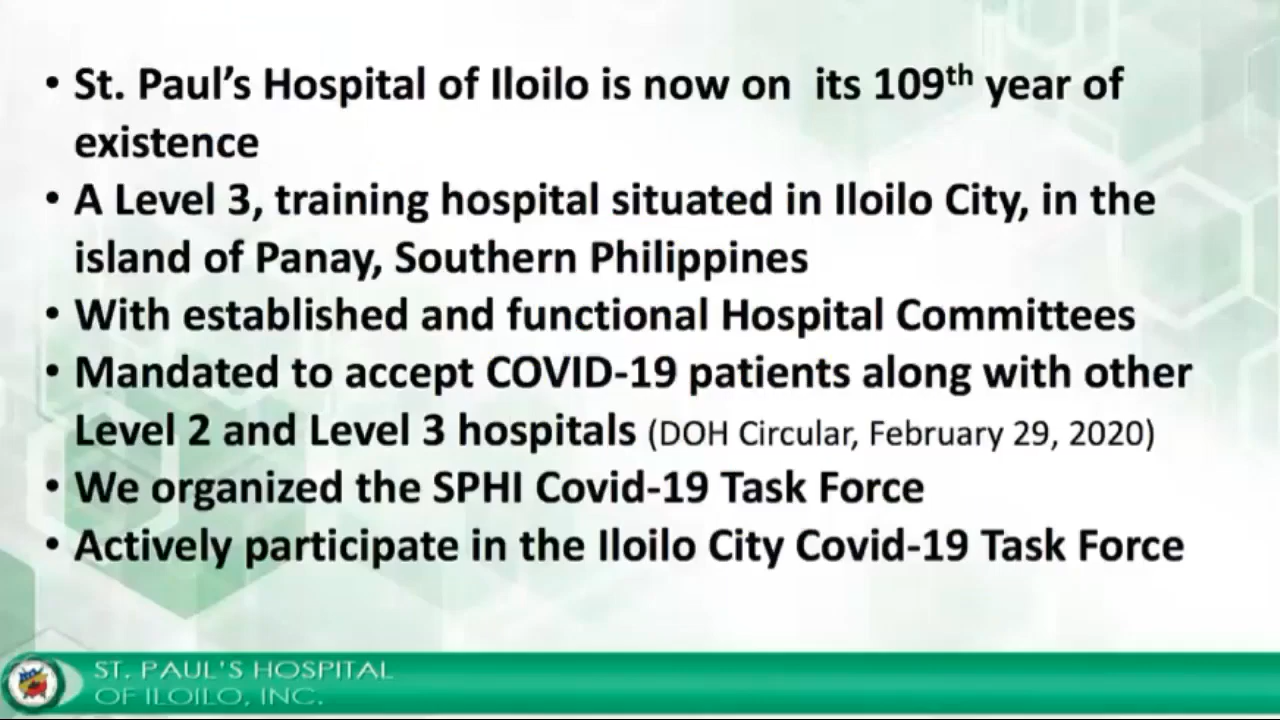 • St. Paul’s Hospital of Iloilo is now on  its 109th year of
existence
• A Level 3, training hospital situated in Iloilo City, in the
island of Panay, Southern Philippines
• With established and functional Hospital Committees
• Mandated to accept COVID-19 patients along with other
Level 2 and Level 3 hospitals (DOH Circular, February 29, 2020)
• We organized the SPHI Covid-19 Task Force
• Actively participate in the Iloilo City Covid-19 Task Force
ST. PAUL'S HOSPITAL
OF ILOILO, INC.